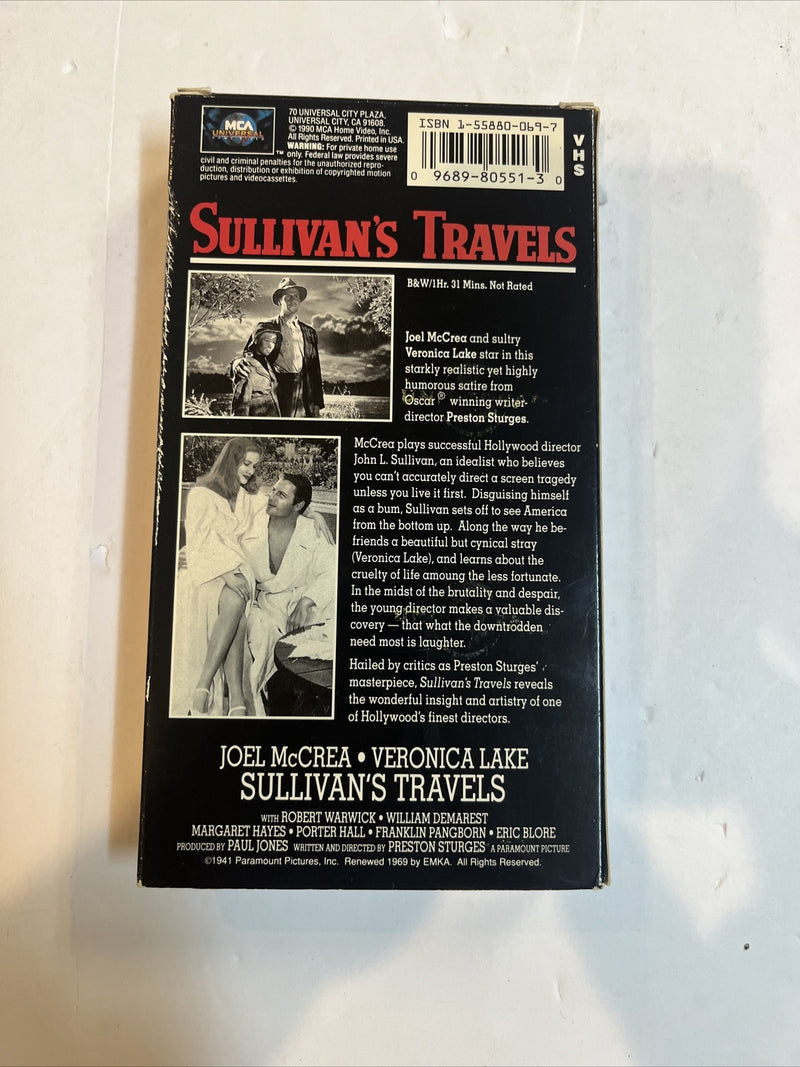 MCA
UNIVERSAL
™
70 UNIVERSAL CITY PLAZA,
UNIVERSAL CITY, CA 91608.
© 1990 MCA Home Video, Inc.
All Rights Reserved. Printed in USA.
WARNING: For private home use
only. Federal law provides severe
civil and criminal penalties for the unauthorized repro-
duction, distribution or exhibition of copyrighted motion
pictures and videocassettes.
ISBN 1-55880-069-7
0 9689-80551-3 0
VHS
SULLIVAN'S TRAVELS
B&W/1Hr. 31 Mins. Not Rated
Joel McCrea and sultry
Veronica Lake star in this
starkly realistic yet highly
humorous satire from
Oscar® winning writer-
director Preston Sturges.
McCrea plays successful Hollywood director
John L. Sullivan, an idealist who believes
you can't accurately direct a screen tragedy
unless you live it first. Disguising himself
as a bum, Sullivan sets off to see America
from the bottom up. Along the way he be-
friends a beautiful but cynical stray
(Veronica Lake), and learns about the
cruelty of life amoung the less fortunate.
In the midst of the brutality and despair,
the young director makes a valuable dis-
covery — that what the downtrodden
need most is laughter.
Hailed by critics as Preston Sturges'
masterpiece, Sullivan's Travels reveals
the wonderful insight and artistry of one
of Hollywood's finest directors.
JOEL McCREA • VERONICA LAKE
SULLIVAN'S TRAVELS
WITH ROBERT WARWICK • WILLIAM DEMAREST
MARGARET HAYES • PORTER HALL • FRANKLIN PANGBORN • ERIC BLORE
PRODUCED BY PAUL JONES WRITTEN AND DIRECTED BY PRESTON STURGES A PARAMOUNT PICTURE
©1941 Paramount Pictures, Inc. Renewed 1969 by EMKA. All Rights Reserved.